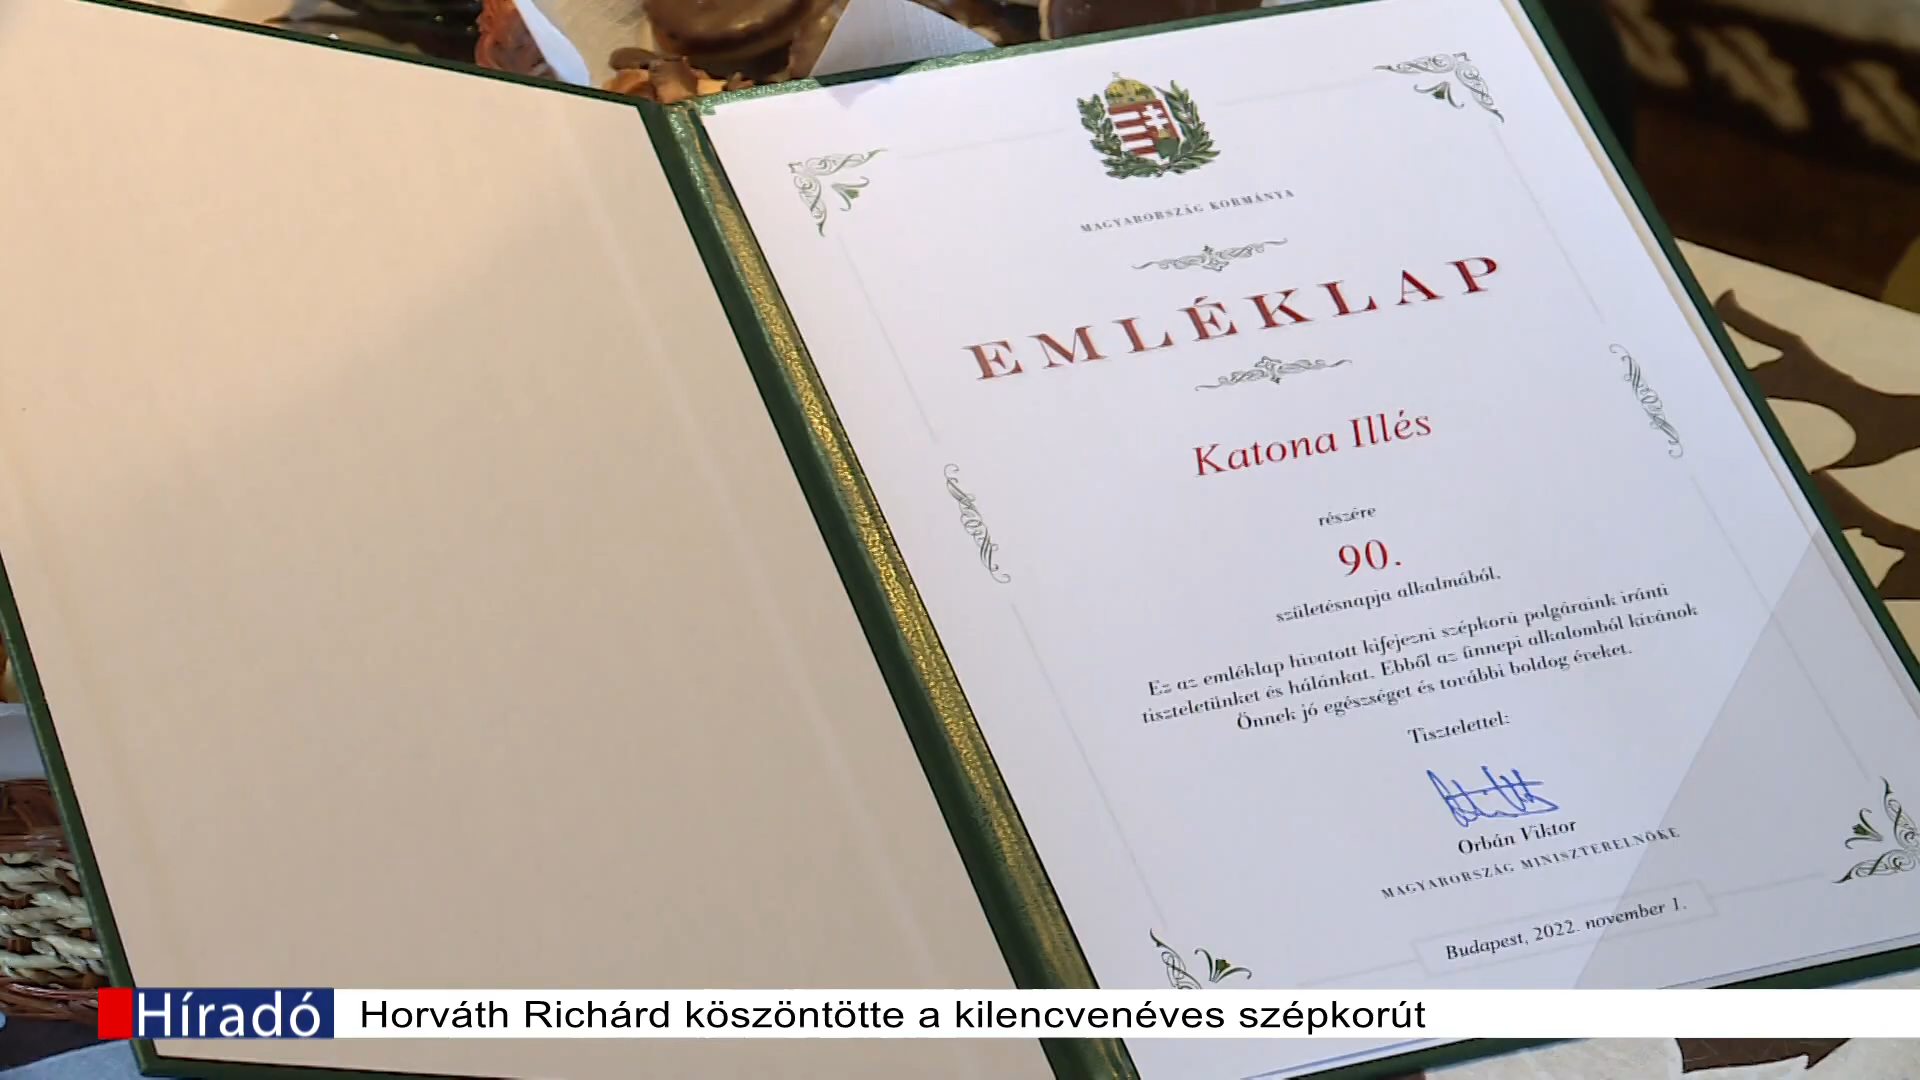 MAGYARORSZÁG KORMÁNYA
EMLÉKLAP
Katona Illés
részére
90.
születésnapja alkalmából.
Ez az emléklap hivatott kifejezni szépkorú polgáraink iránti
tiszteletünket és hálánkat. Ebből az ünnepi alkalomból kívánok
Önnek jó egészséget és további boldog éveket.
Tisztelettel:
Orbán Viktor
MAGYARORSZÁG MINISZTERELNÖKE
Budapest, 2022. november 1.
Híradó Horváth Richárd köszöntötte a kilencvenéves szépkorút